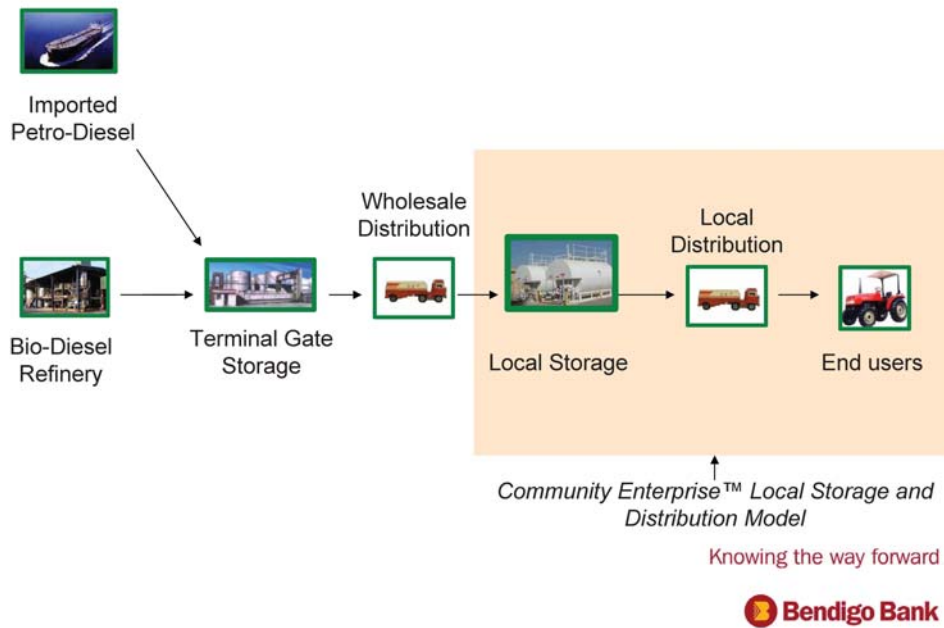 Imported
Petro-Diesel
Wholesale
Distribution
Local
Distribution
Bio-Diesel
Refinery
Terminal Gate
Storage
Local Storage
End users
Community Enterprise™ Local Storage and
Distribution Model
Knowing the way forward
Bendigo Bank